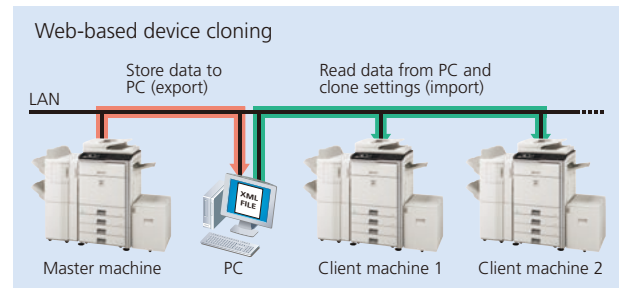 Web-based device cloning
Store data to
PC (export)
Read data from PC and
clone settings (import)
LAN
XML
FILE
Master machine
PC
Client machine 1
Client machine 2